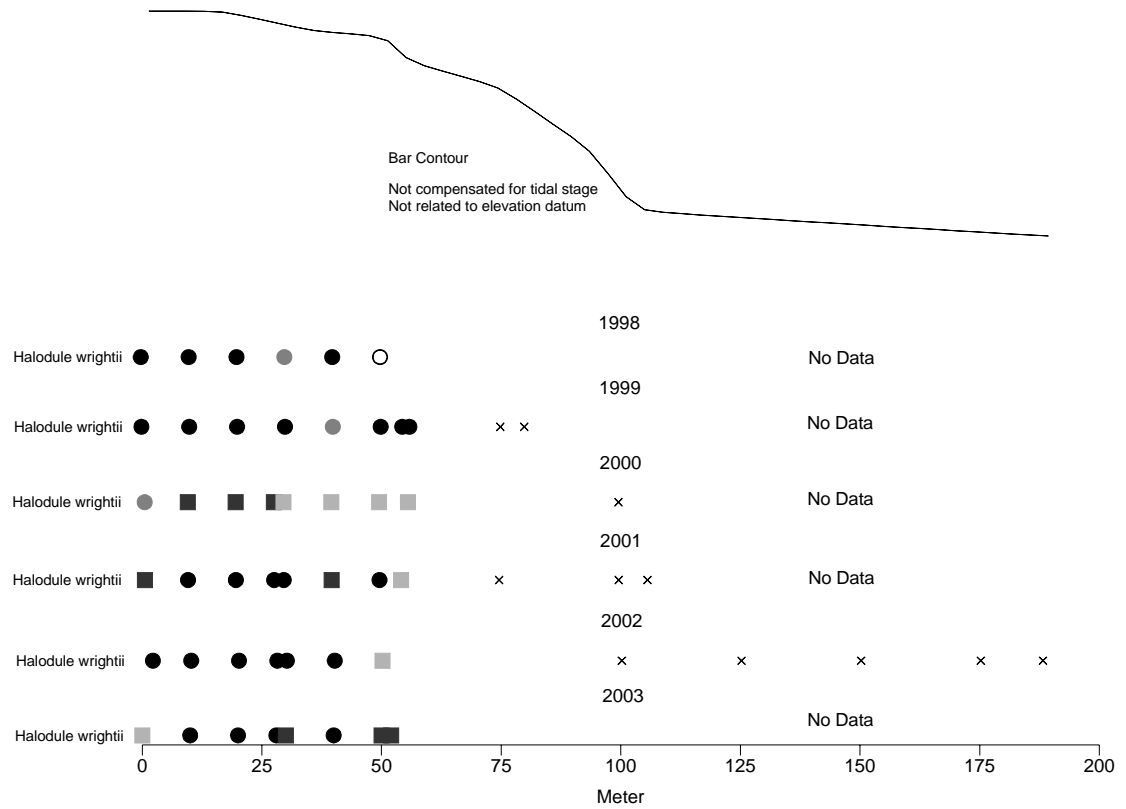 Bar Contour
Not compensated for tidal stage
Not related to elevation datum
1998
Halodule wrightii No Data
1999
Halodule wrightii No Data
2000
Halodule wrightii No Data
2001
Halodule wrightii No Data
2002
Halodule wrightii
2003
Halodule wrightii No Data
0 25 50 75 100 125 150 175 200
Meter